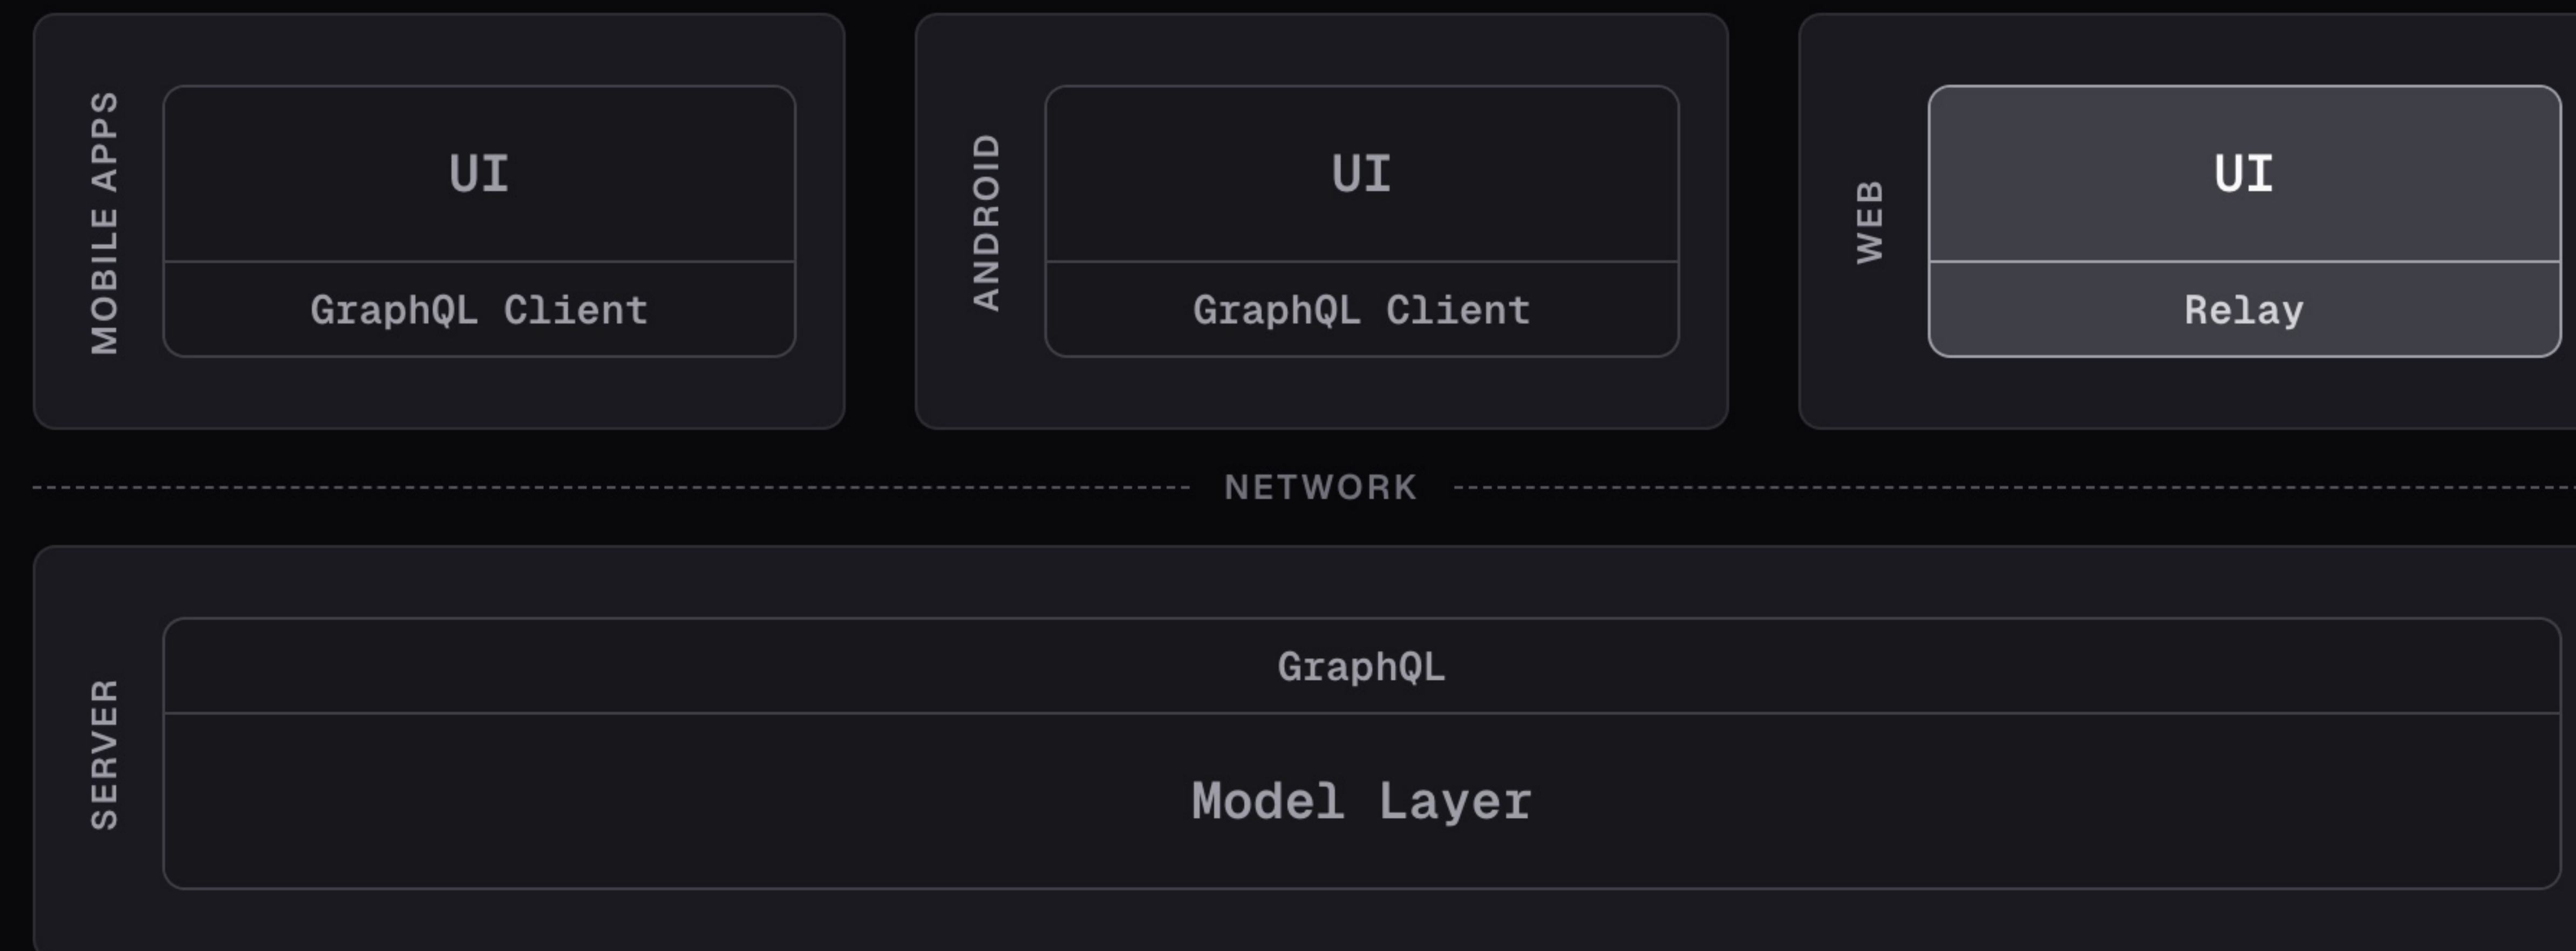 MOBILE APPS
UI
GraphQL Client
ANDROID
UI
GraphQL Client
WEB
UI
Relay
NETWORK
SERVER
GraphQL
Model Layer